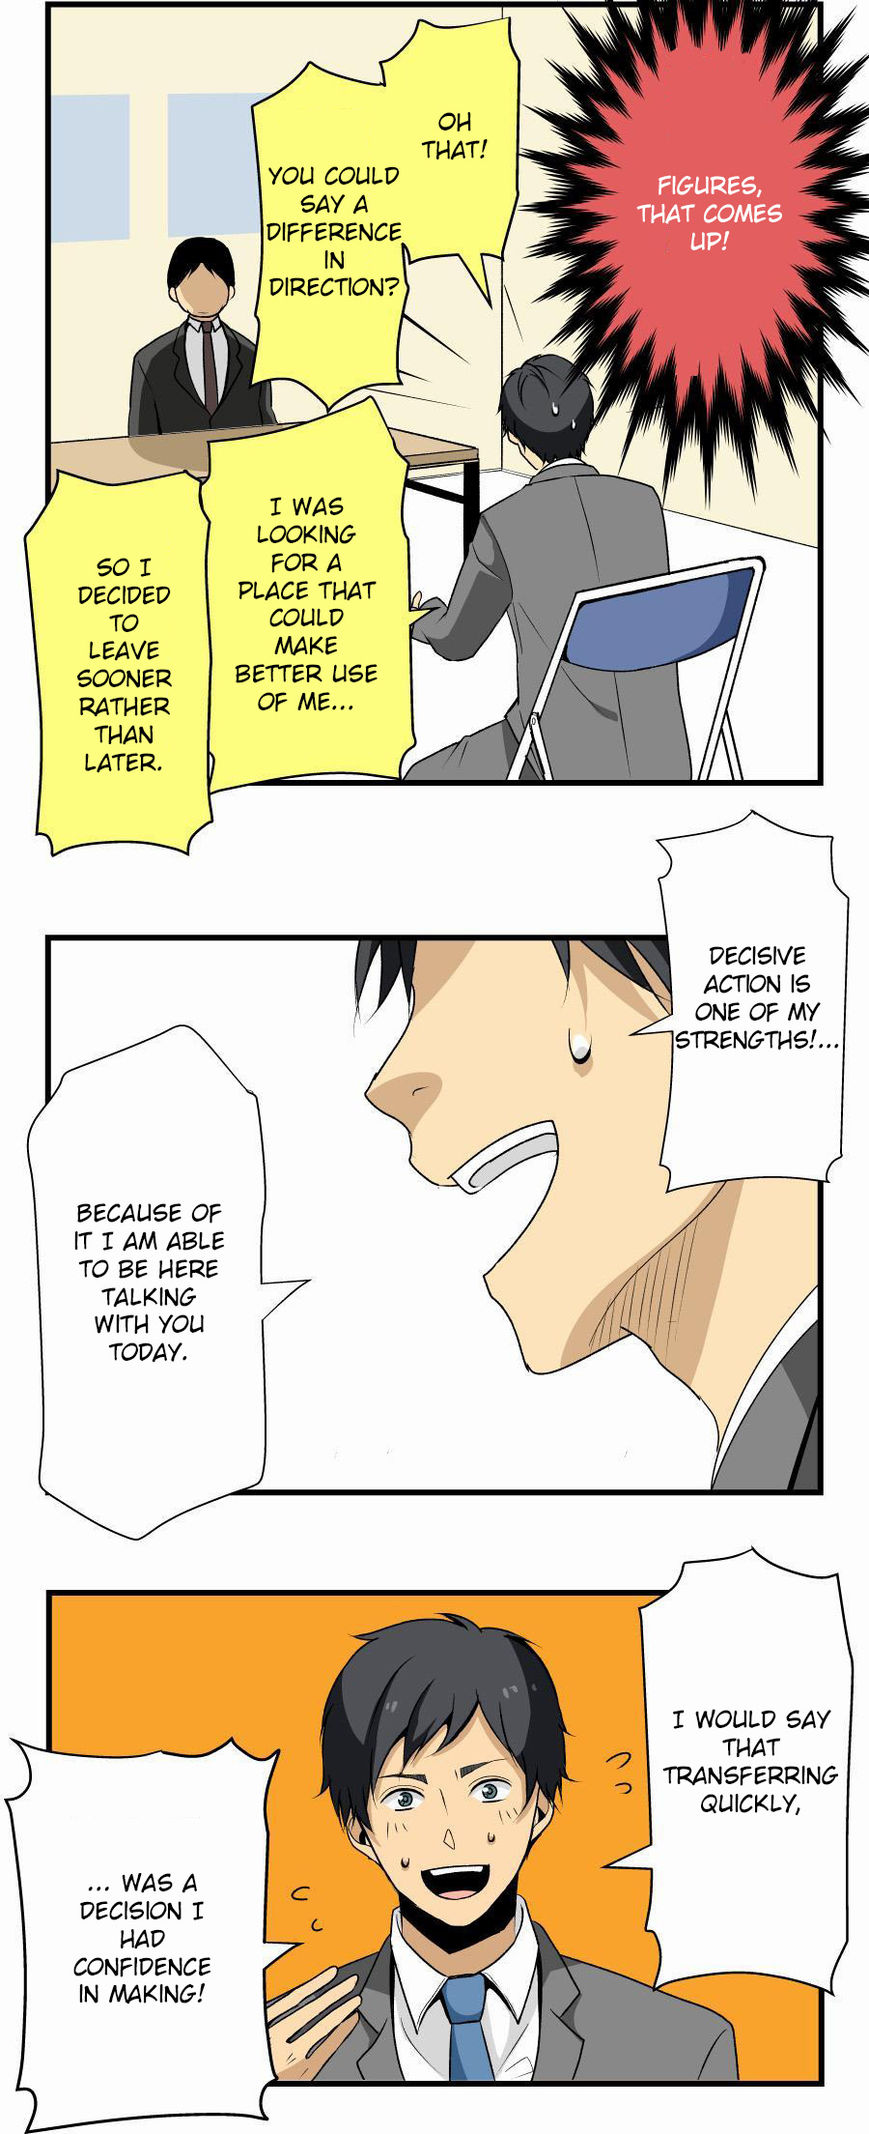 FIGURES,
THAT COMES
UP!
OH
THAT!
YOU COULD
SAY A
DIFFERENCE
IN
DIRECTION?
I WAS
LOOKING
FOR A
PLACE THAT
COULD
MAKE
BETTER USE
OF ME...
SO I
DECIDED
TO
LEAVE
SOONER
RATHER
THAN
LATER.
DECISIVE
ACTION IS
ONE OF MY
STRENGTHS!...
BECAUSE OF
IT I AM ABLE
TO BE HERE
TALKING
WITH YOU
TODAY.
I WOULD SAY
THAT
TRANSFERRING
QUICKLY,
... WAS A
DECISION I
HAD
CONFIDENCE
IN MAKING!